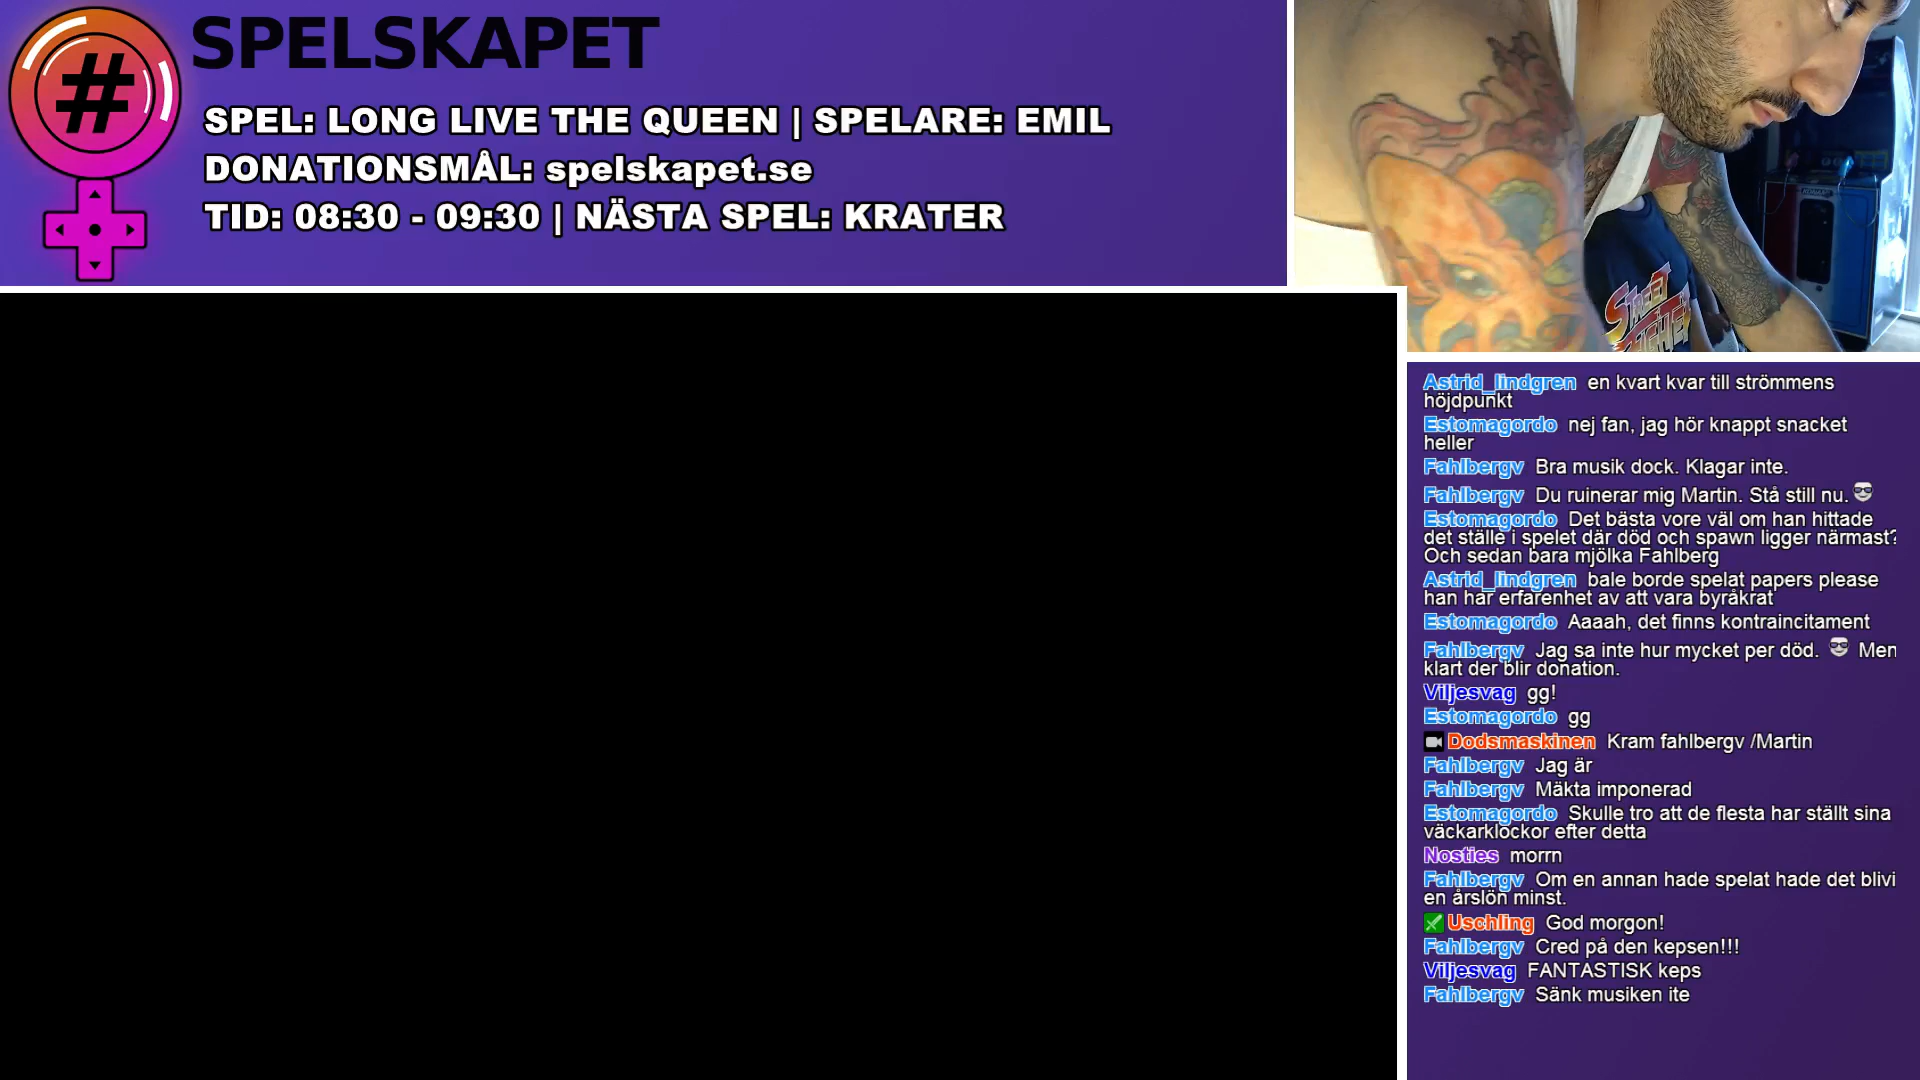 #
SPELSKAPET
SPEL: LONG LIVE THE QUEEN | SPELARE: EMIL
DONATIONSMÅL: spelskapet.se
TID: 08:30 - 09:30 | NÄSTA SPEL: KRATER
STREET
FIGHTER
Astrid_lindgren en kvart kvar till strömmens
höjdpunkt
Estomagordo nej fan, jag hör knappt snacket
heller
Fahlbergv Bra musik dock. Klagar inte.
Fahlbergv Du ruinerar mig Martin. Stå still nu.
Estomagordo Det bästa vore väl om han hittade
det ställe i spelet där död och spawn ligger närmast?
Och sedan bara mjölka Fahlberg
Astrid_lindgren bale borde spelat papers please
han har erfarenhet av att vara byråkrat
Estomagordo Aaaah, det finns kontraincitament
Fahlbergv Jag sa inte hur mycket per död. Men
klart der blir donation.
Viljesvag gg!
Estomagordo gg
Dodsmaskinen Kram fahlbergv /Martin
Fahlbergv Jag är
Fahlbergv Mäkta imponerad
Estomagordo Skulle tro att de flesta har ställt sina
väckarklockor efter detta
Nosties morrn
Fahlbergv Om en annan hade spelat hade det blivi
en årslön minst.
Uschling God morgon!
Fahlbergv Cred på den kepsen!!!
Viljesvag FANTASTISK keps
Fahlbergv Sänk musiken ite